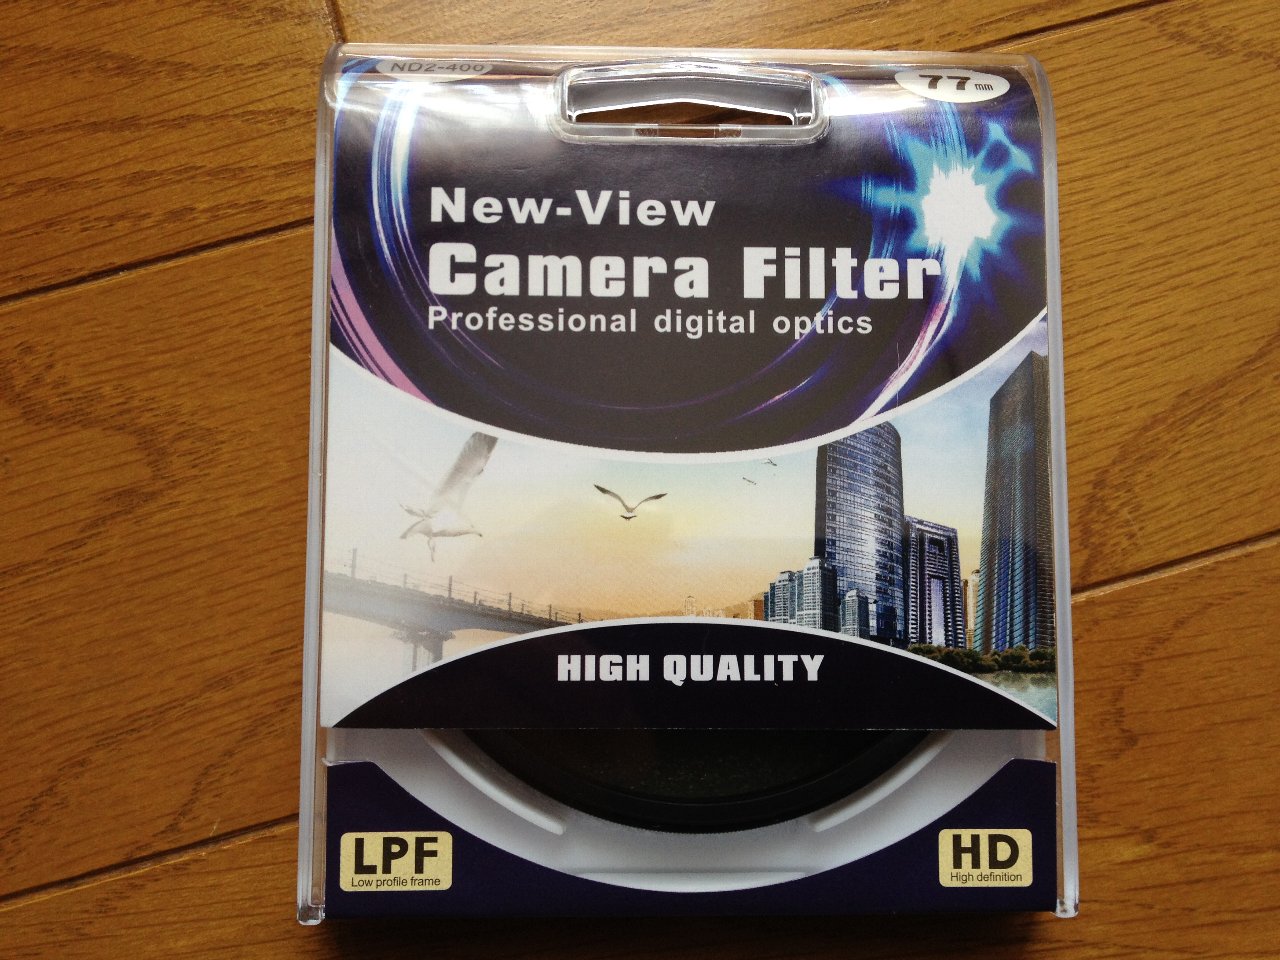 ND2-400
77mm
New-View
Camera Filter
Professional digital optics
HIGH QUALITY
LPF
Low profile frame
HD
High definition